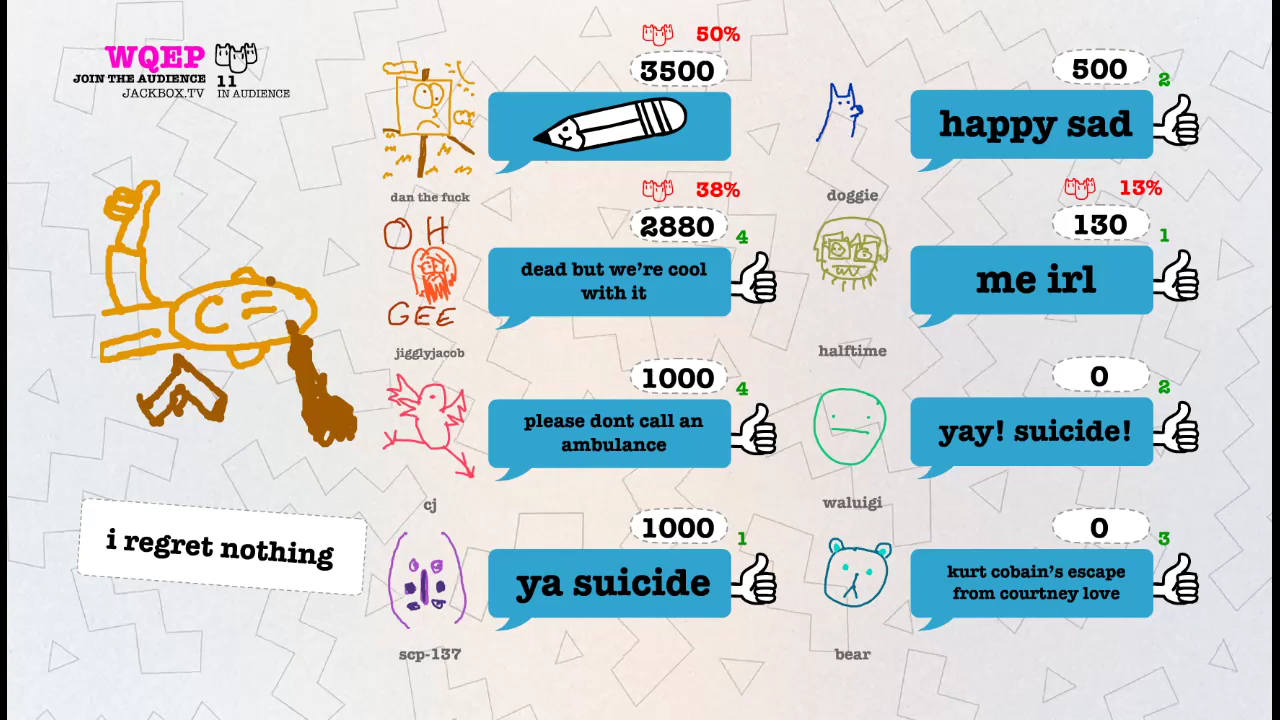 WQEP
JOIN THE AUDIENCE
JACKBOX.TV
11
IN AUDIENCE
i regret nothing
50%
3500
dan the fuck
38%
2880
4
dead but we're cool
with it
OH
GEE
jigglyjacob
1000
4
please dont call an
ambulance
cj
1000
1
ya suicide
scp-137
500
2
happy sad
doggie
13%
130
1
me irl
halftime
0
2
yay! suicide!
waluigi
0
3
kurt cobain's escape
from courtney love
bear